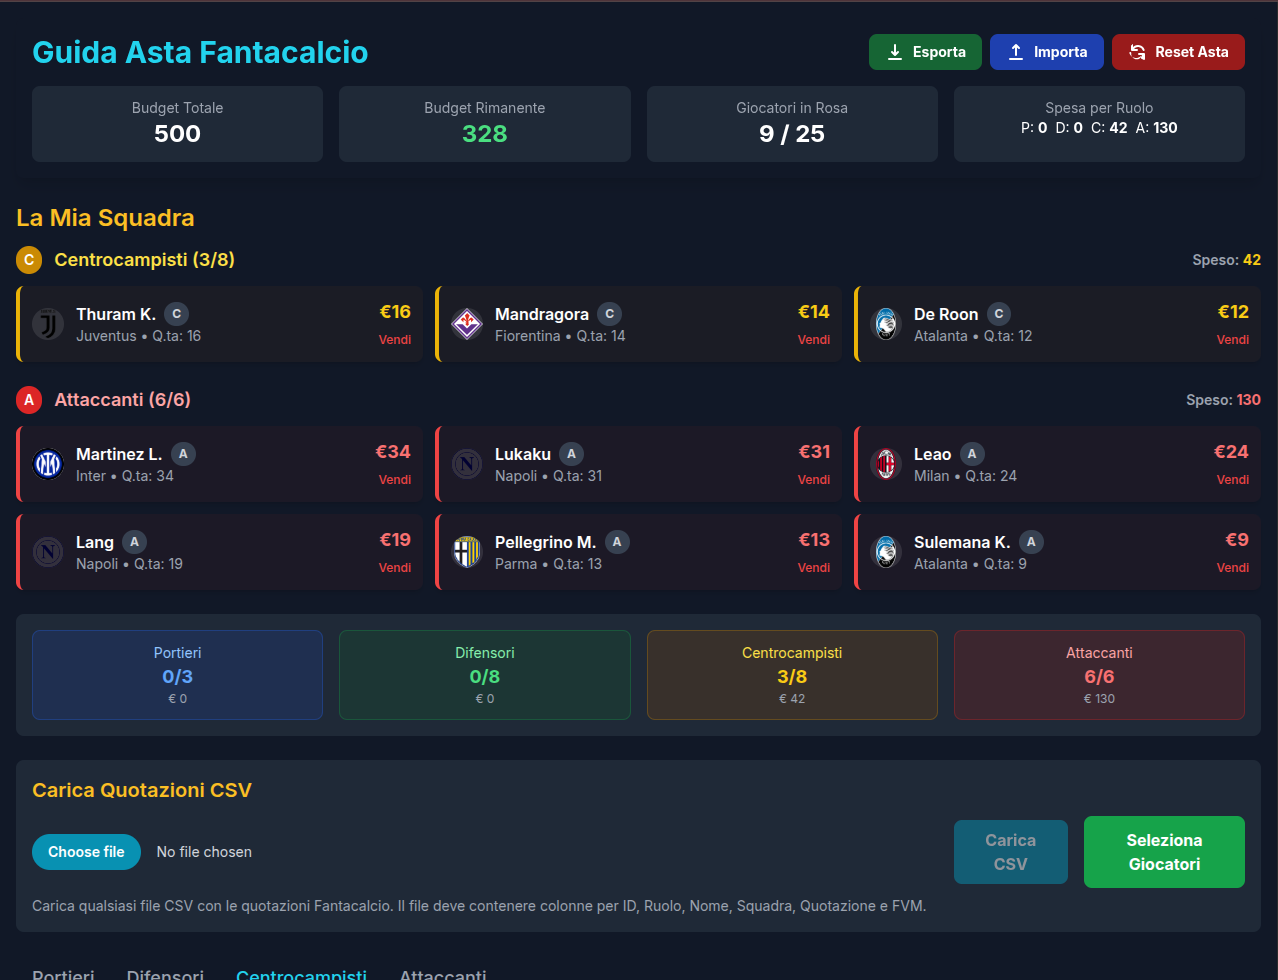 Guida Asta Fantacalcio
Esporta
Importa
Reset Asta
Budget Totale
500
Budget Rimanente
328
Giocatori in Rosa
9 / 25
Spesa per Ruolo
P: 0 D: 0 C: 42 A: 130
La Mia Squadra
C Centrocampisti (3/8)
Speso: 42
Thuram K. C
€16
Juventus • Q.ta: 16
Vendi
Mandragora C
€14
Fiorentina • Q.ta: 14
Vendi
De Roon C
€12
Atalanta • Q.ta: 12
Vendi
A Attaccanti (6/6)
Speso: 130
Martinez L. A
€34
Inter • Q.ta: 34
Vendi
N
Lukaku A
€31
Napoli • Q.ta: 31
Vendi
Leao A
€24
Milan • Q.ta: 24
Vendi
N
Lang A
€19
Napoli • Q.ta: 19
Vendi
Pellegrino M. A
€13
Parma • Q.ta: 13
Vendi
Sulemana K. A
€9
Atalanta • Q.ta: 9
Vendi
Portieri
0/3
€ 0
Difensori
0/8
€ 0
Centrocampisti
3/8
€ 42
Attaccanti
6/6
€ 130
Carica Quotazioni CSV
Choose file No file chosen
Carica
CSV
Seleziona
Giocatori
Carica qualsiasi file CSV con le quotazioni Fantacalcio. Il file deve contenere colonne per ID, Ruolo, Nome, Squadra, Quotazione e FVM.
Portieri Difensori Centrocampisti Attaccanti